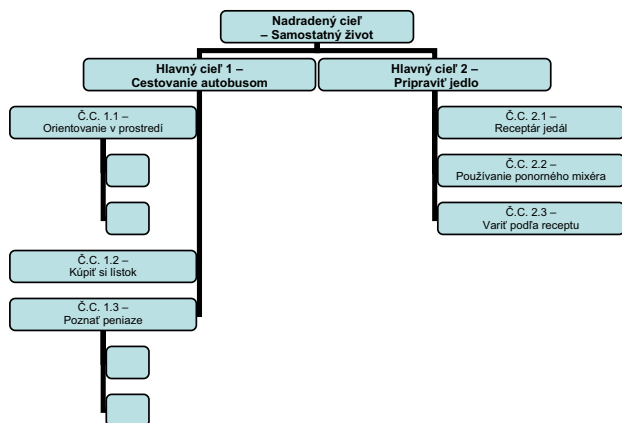 Nadradený cieľ
– Samostatný život
Hlavný cieľ 1 –
Cestovanie autobusom
Hlavný cieľ 2 –
Pripraviť jedlo
Č.C. 1.1 –
Orientovanie v prostredí
Č.C. 1.2 –
Kúpiť si lístok
Č.C. 1.3 –
Poznať peniaze
Č.C. 2.1 –
Receptár jedál
Č.C. 2.2 –
Používanie ponorného mixéra
Č.C. 2.3 –
Variť podľa receptu